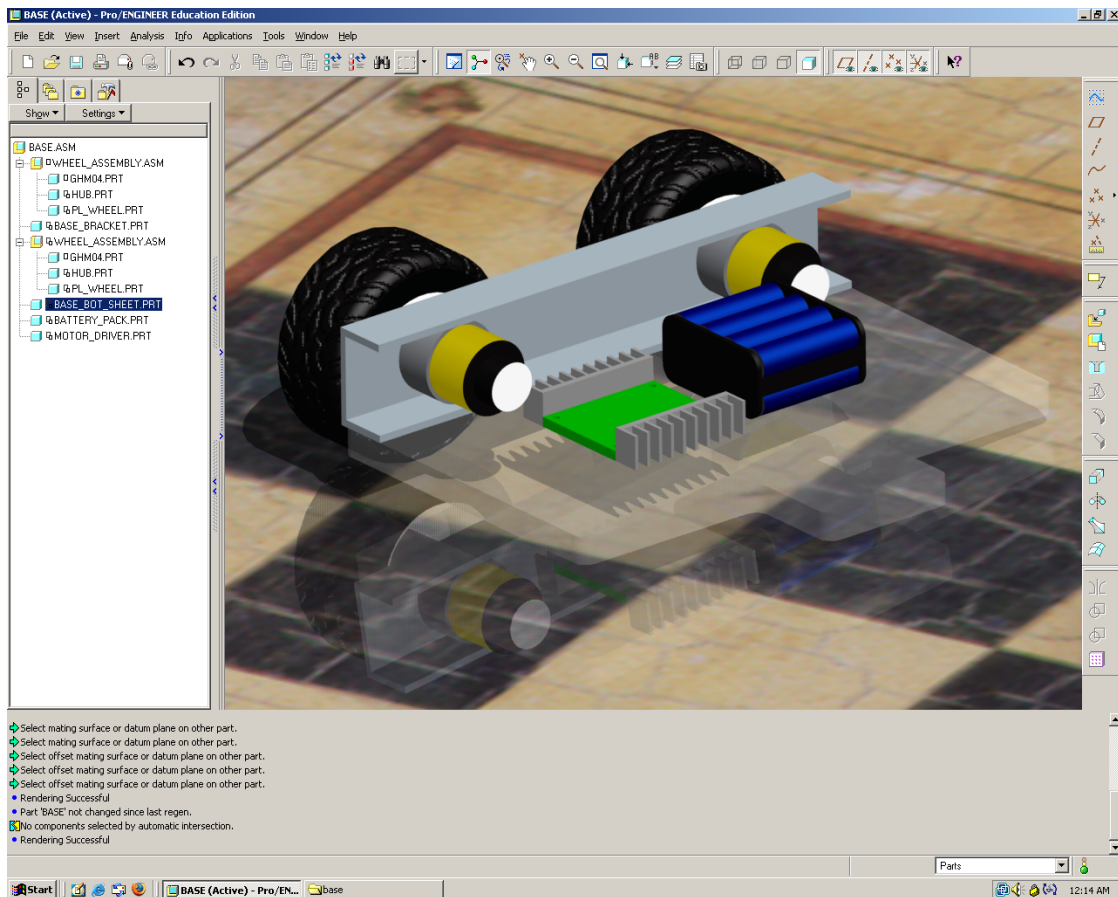 BASE (Active) - Pro/ENGINEER Education Edition
File Edit View Insert Analysis Info Applications Tools Window Help
Show Settings
BASE.ASM
WHEEL_ASSEMBLY.ASM
GHM04.PRT
HUB.PRT
PL_WHEEL.PRT
BASE_BRACKET.PRT
WHEEL_ASSEMBLY.ASM
GHM04.PRT
HUB.PRT
PL_WHEEL.PRT
BASE_BOT_SHEET.PRT
BATTERY_PACK.PRT
MOTOR_DRIVER.PRT
Select mating surface or datum plane on other part.
Select mating surface or datum plane on other part.
Select offset mating surface or datum plane on other part.
Select offset mating surface or datum plane on other part.
Select offset mating surface or datum plane on other part.
• Rendering Successful
• Part 'BASE' not changed since last regen.
No components selected by automatic intersection.
• Rendering Successful
Parts
Start BASE (Active) - Pro/EN... base 12:14 AM